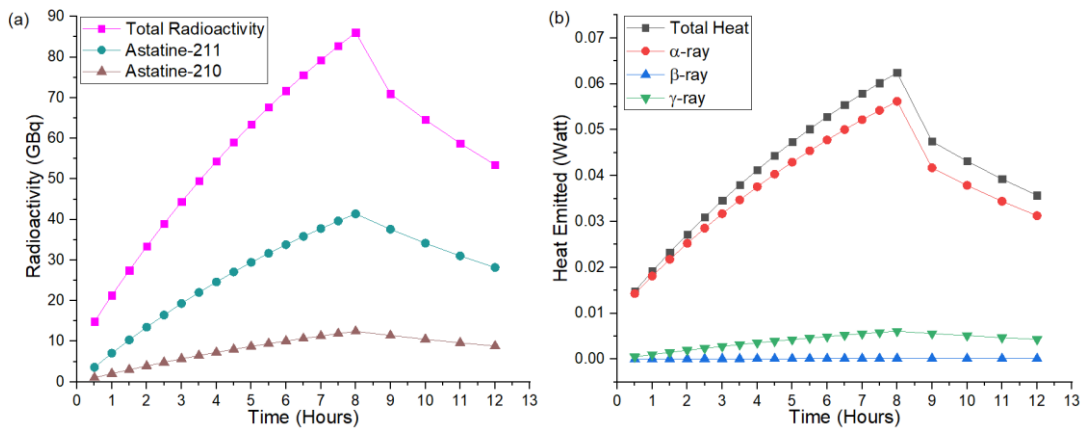 (a)
Total Radioactivity
Astatine-211
Astatine-210
Radioactivity (GBq)
90
80
70
60
50
40
30
20
10
0
0 1 2 3 4 5 6 7 8 9 10 11 12 13
Time (Hours)
(b)
Total Heat
α-ray
β-ray
γ-ray
Heat Emitted (Watt)
0.07
0.06
0.05
0.04
0.03
0.02
0.01
0.00
0 1 2 3 4 5 6 7 8 9 10 11 12 13
Time (Hours)